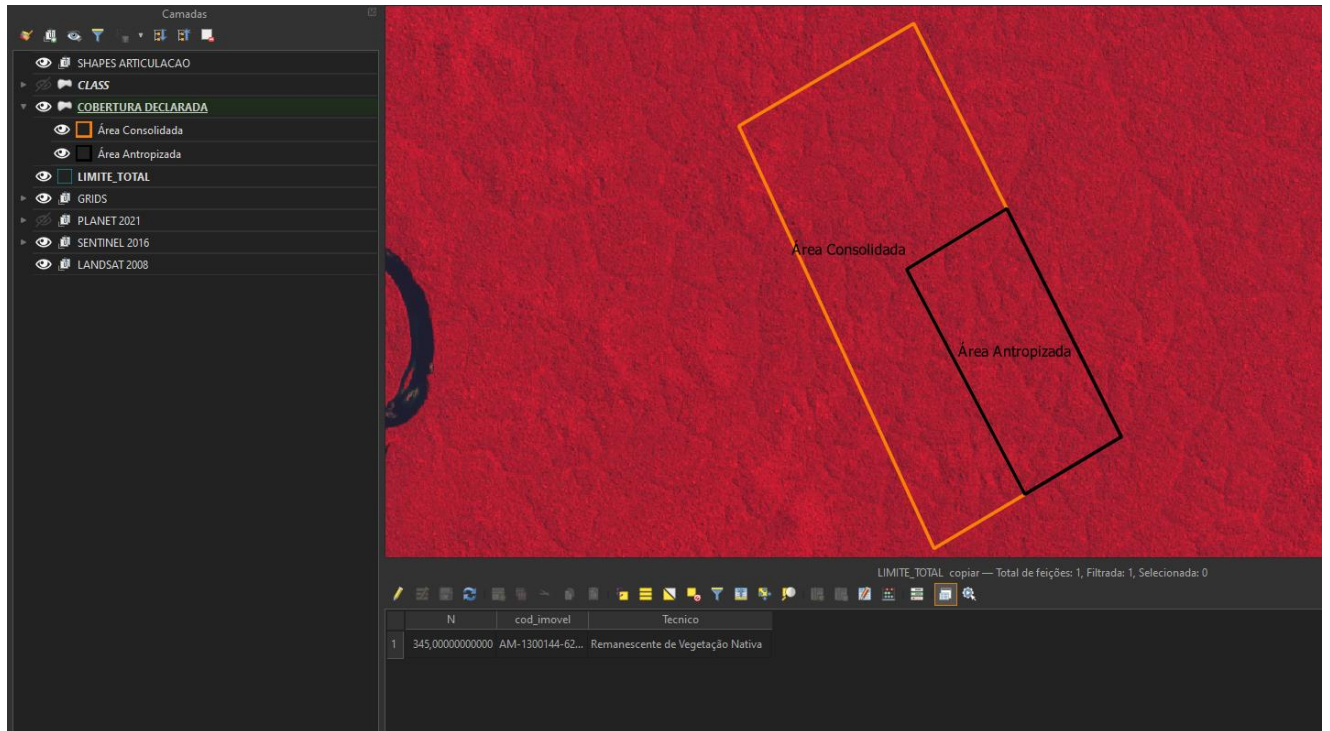 Camadas
SHAPES ARTICULACAO
CLASS
COBERTURA DECLARADA
Área Consolidada
Área Antropizada
LIMITE_TOTAL
GRIDS
PLANET 2021
SENTINEL 2016
LANDSAT 2008
Área Consolidada
Área Antropizada
LIMITE_TOTAL copiar — Total de feições: 1, Filtrada: 1, Selecionada: 0
N cod_imovel Tecnico
1 345,00000000000 AM-1300144-62... Remanescente de Vegetação Nativa